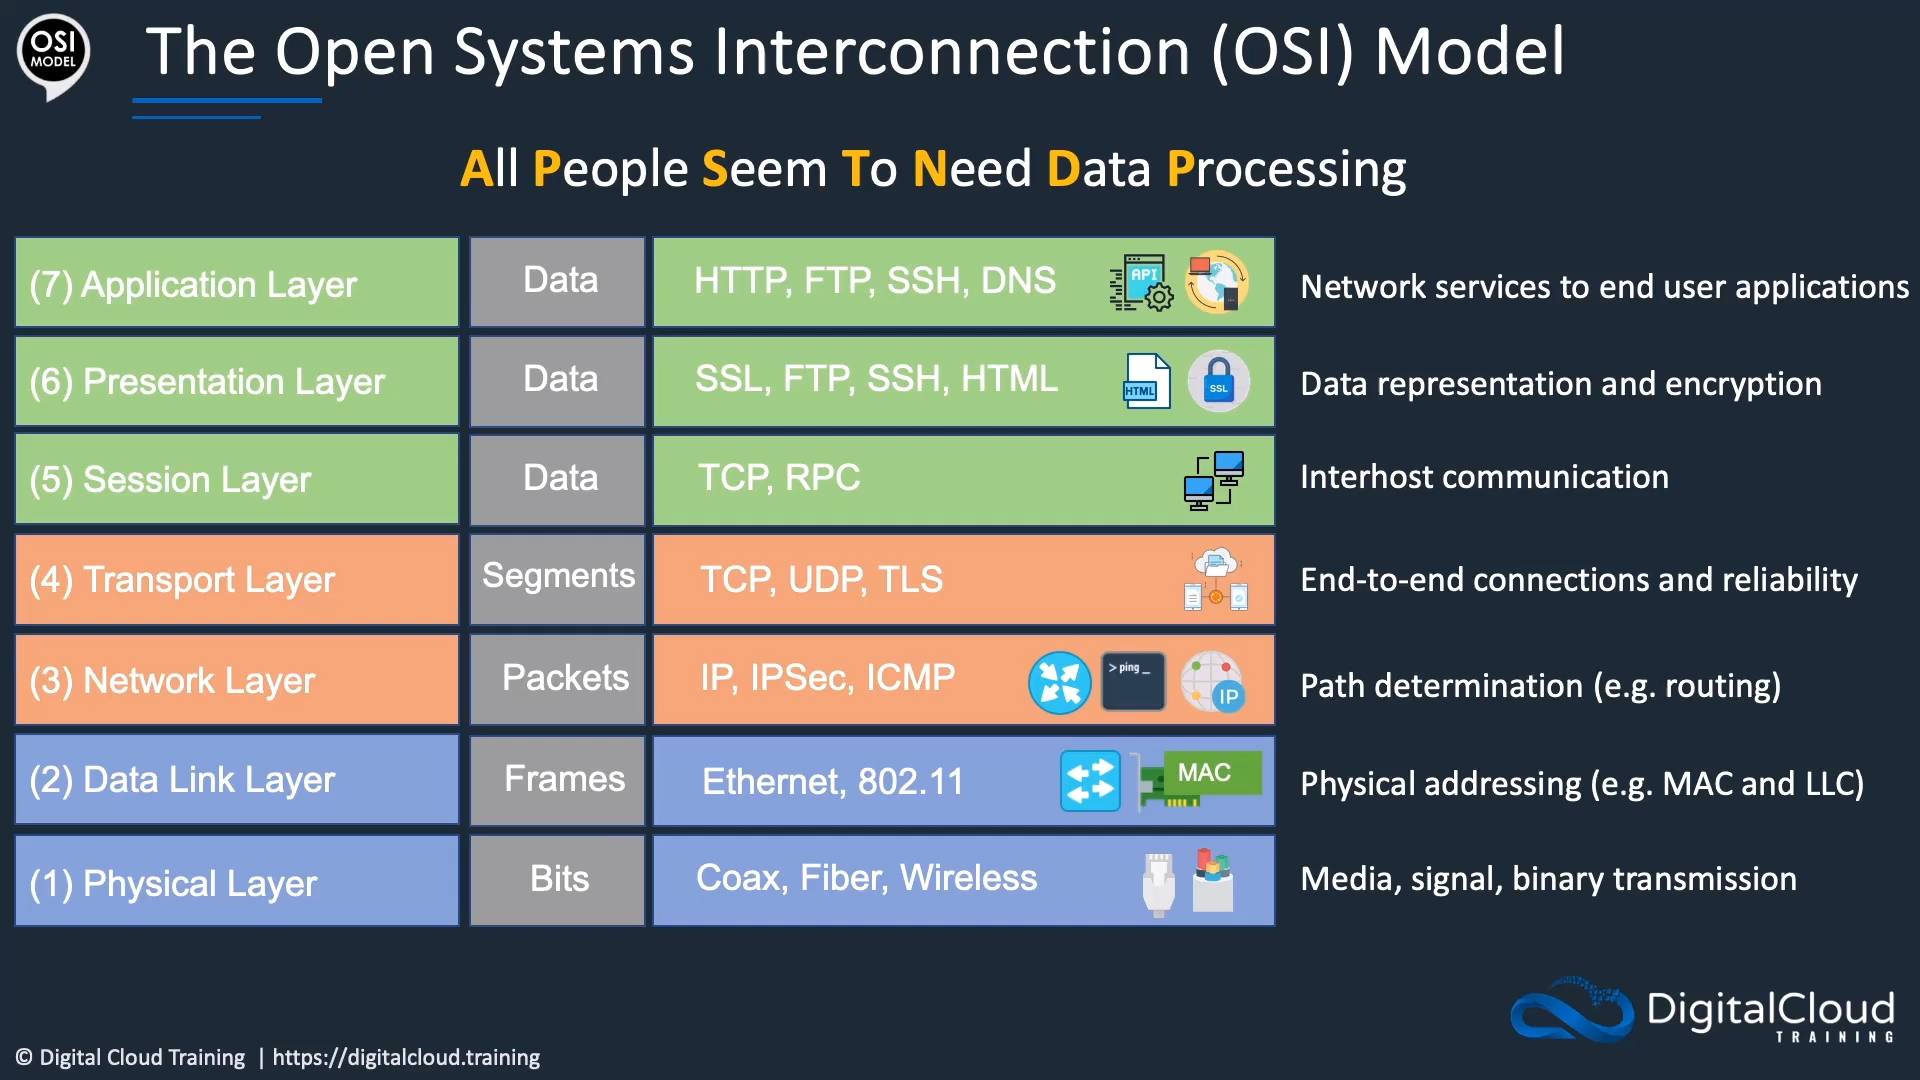 OSI
MODEL
The Open Systems Interconnection (OSI) Model
All People Seem To Need Data Processing
(7) Application Layer
Data
HTTP, FTP, SSH, DNS
API
Network services to end user applications
(6) Presentation Layer
Data
SSL, FTP, SSH, HTML
HTML
SSL
Data representation and encryption
(5) Session Layer
Data
TCP, RPC
Interhost communication
(4) Transport Layer
Segments
TCP, UDP, TLS
End-to-end connections and reliability
(3) Network Layer
Packets
IP, IPSec, ICMP
> ping _
IP
Path determination (e.g. routing)
(2) Data Link Layer
Frames
Ethernet, 802.11
MAC
Physical addressing (e.g. MAC and LLC)
(1) Physical Layer
Bits
Coax, Fiber, Wireless
Media, signal, binary transmission
DigitalCloud
TRAINING
© Digital Cloud Training | https://digitalcloud.training